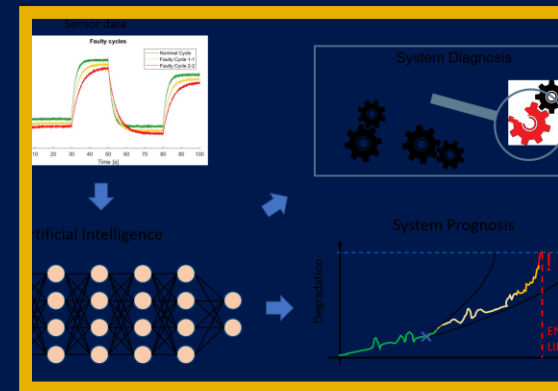 Sensor data
Faulty cycles
Nominal Cycle
Faulty Cycle 1-1
Faulty Cycle 2-2
10 20 30 40 50 60 70 80 90 100
Time [s]
System Diagnosis
rtificial Intelligence
System Prognosis
Degradation
!
EN
LI